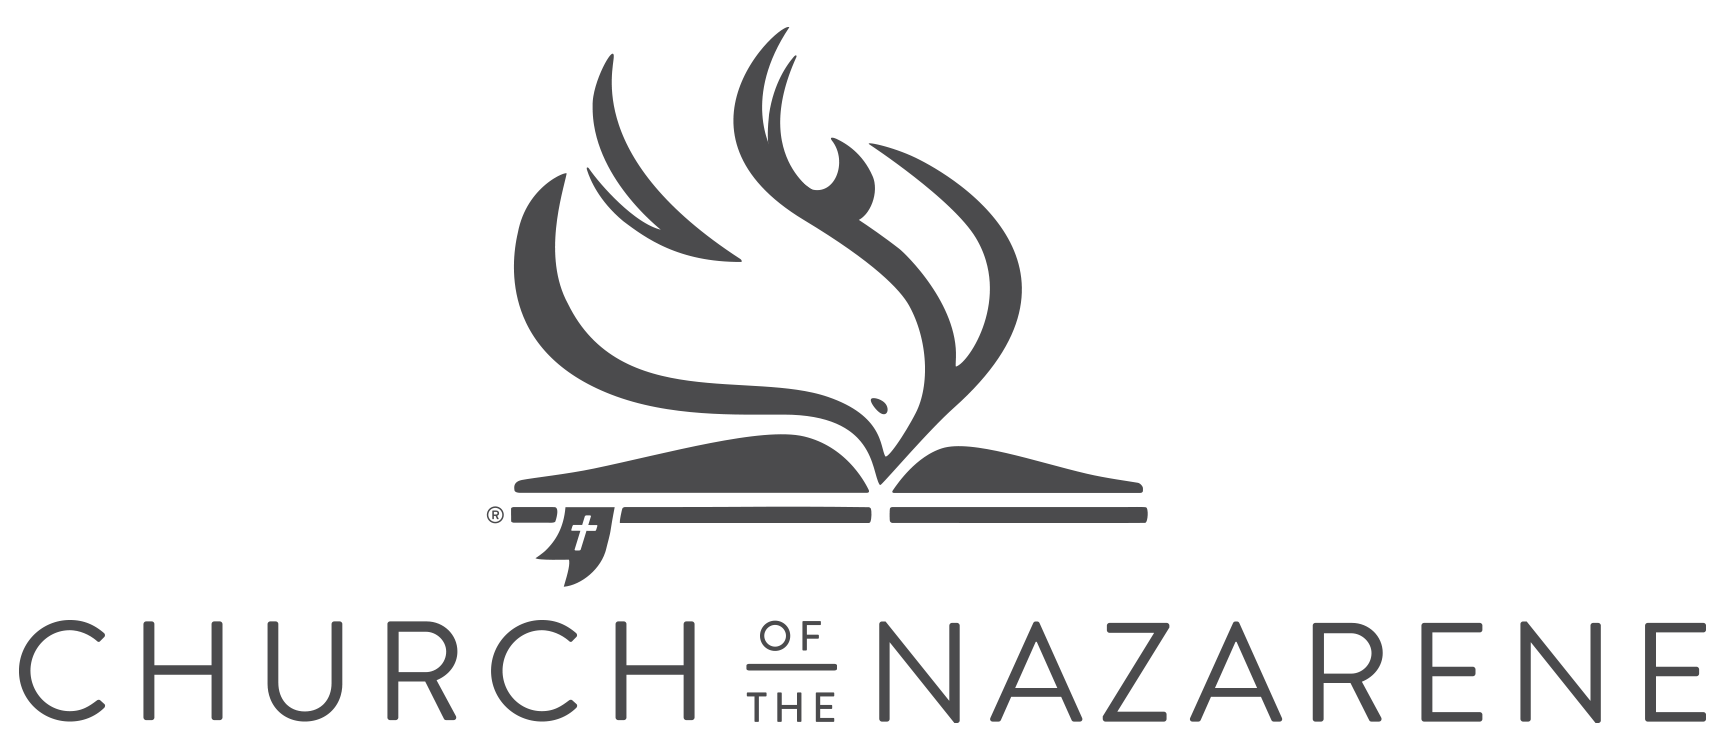 ®
CHURCH OF THE NAZARENE